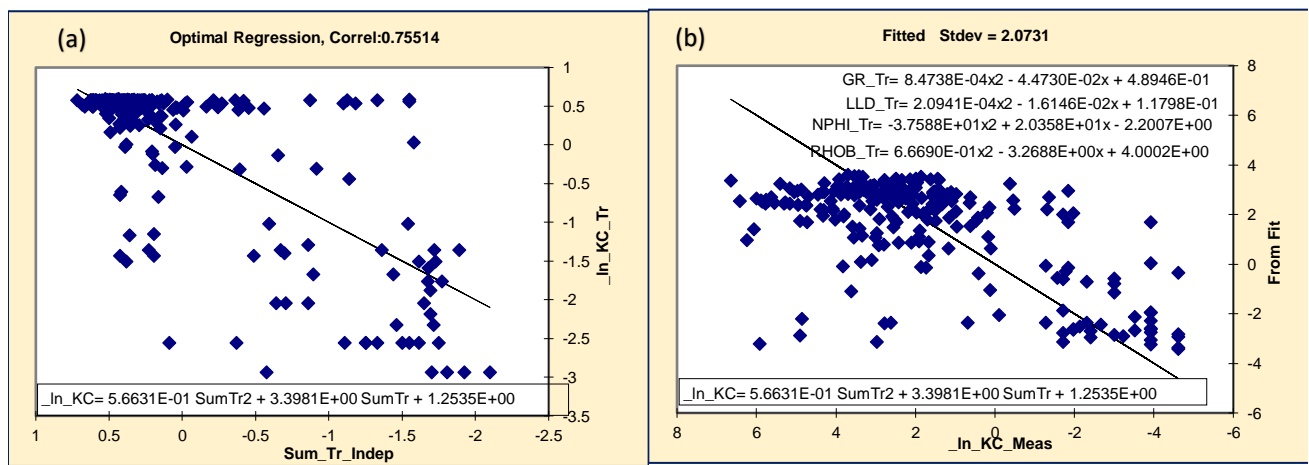 (a)
Optimal Regression, Correl:0.75514
1
0.5
0
-0.5
-1
-1.5
-2
-2.5
-3
-3.5
_ln_KC_Tr
_ln_KC= 5.6631E-01 SumTr2 + 3.3981E+00 SumTr + 1.2535E+00
1 0.5 0 -0.5 -1 -1.5 -2 -2.5
Sum_Tr_Indep
(b)
Fitted Stdev = 2.0731
GR_Tr= 8.4738E-04x2 - 4.4730E-02x + 4.8946E-01
LLD_Tr= 2.0941E-04x2 - 1.6146E-02x + 1.1798E-01
NPHI_Tr= -3.7588E+01x2 + 2.0358E+01x - 2.2007E+00
RHOB_Tr= 6.6690E-01x2 - 3.2688E+00x + 4.0002E+00
8
6
4
2
0
-2
-4
-6
From Fit
_ln_KC= 5.6631E-01 SumTr2 + 3.3981E+00 SumTr + 1.2535E+00
8 6 4 2 0 -2 -4 -6
_ln_KC_Meas